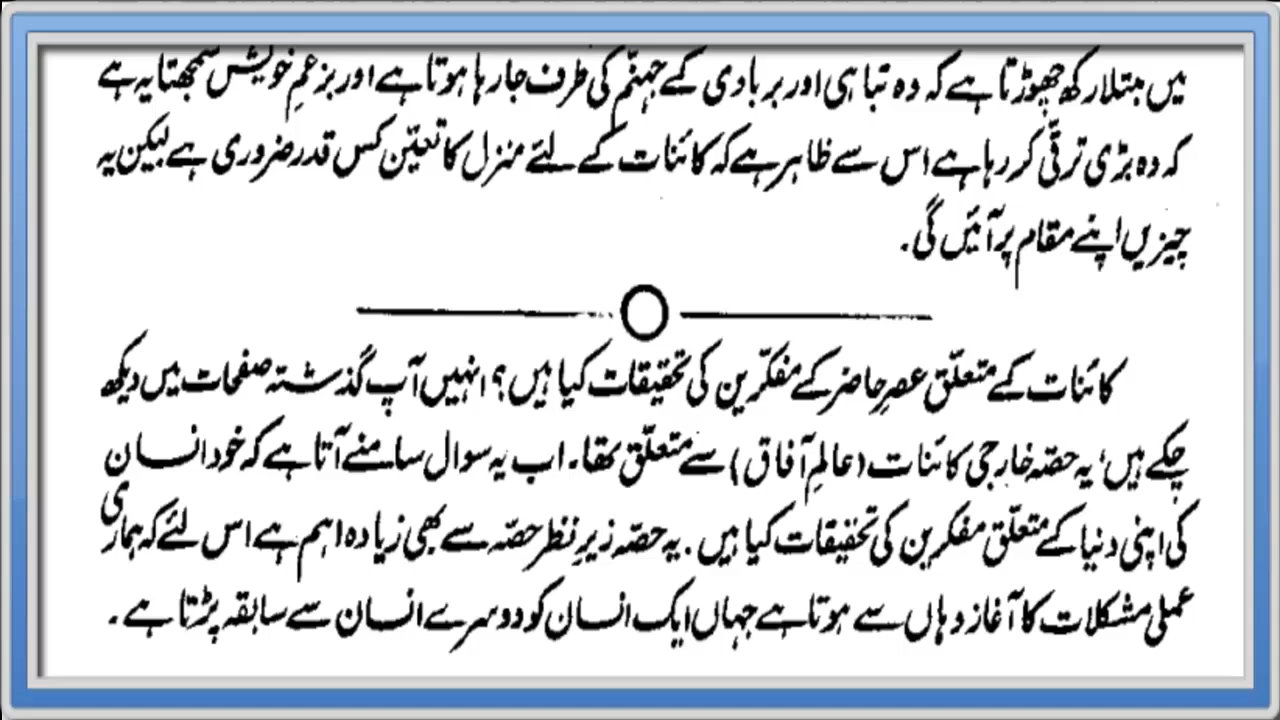 میں مبتلا رکھ چھوڑتا ہے کہ وہ تباہی اور بربادی کے جہنّم کی طرف جا رہا ہوتا ہے اور بزعمِ خویش سمجھتا یہ ہے
کہ وہ بڑی ترقّی کر رہا ہے اس سے ظاہر ہے کہ کائنات کے لئے منزل کا تعیّن کس قدر ضروری ہے لیکن یہ
چیزیں اپنے مقام پر آئیں گی۔
کائنات کے متعلّق عصرِ حاضر کے مفکّرین کی تحقیقات کیا ہیں؟ انہیں آپ گذشتہ صفحات میں دیکھ
چکے ہیں، یہ حصّہ خارجی کائنات (عالمِ آفاق) سے متعلّق تھا۔ اب یہ سوال سامنے آتا ہے کہ خود انسان
کی اپنی دنیا کے متعلّق مفکرین کی تحقیقات کیا ہیں۔ یہ حصّہ زیرِ نظر حصّہ سے بھی زیادہ اہم ہے اس لئے کہ ہماری
عملی مشکلات کا آغاز وہاں سے ہوتا ہے جہاں ایک انسان کو دوسرے انسان سے سابقہ پڑتا ہے۔